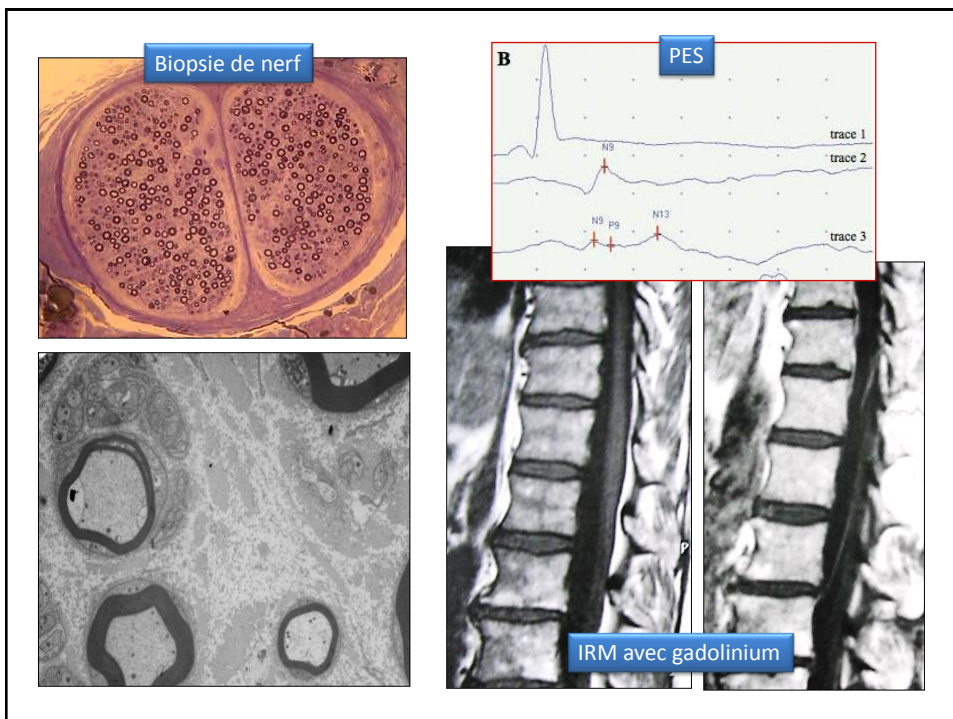 Biopsie de nerf
PES
B
trace 1
N9
trace 2
N9
P9
N13
trace 3
P
IRM avec gadolinium